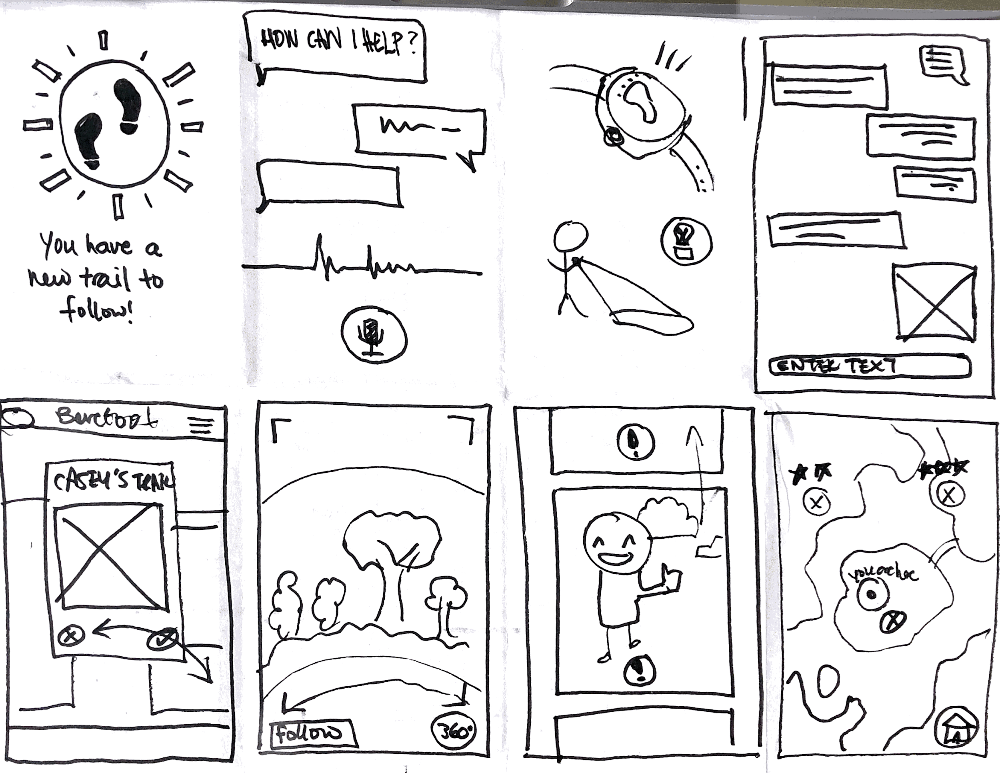 HOW CAN I HELP?
You have a
new trail to
follow!
ENTER TEXT
Barefoot
CASEY'S TRAIL
Follow
360°
you are here